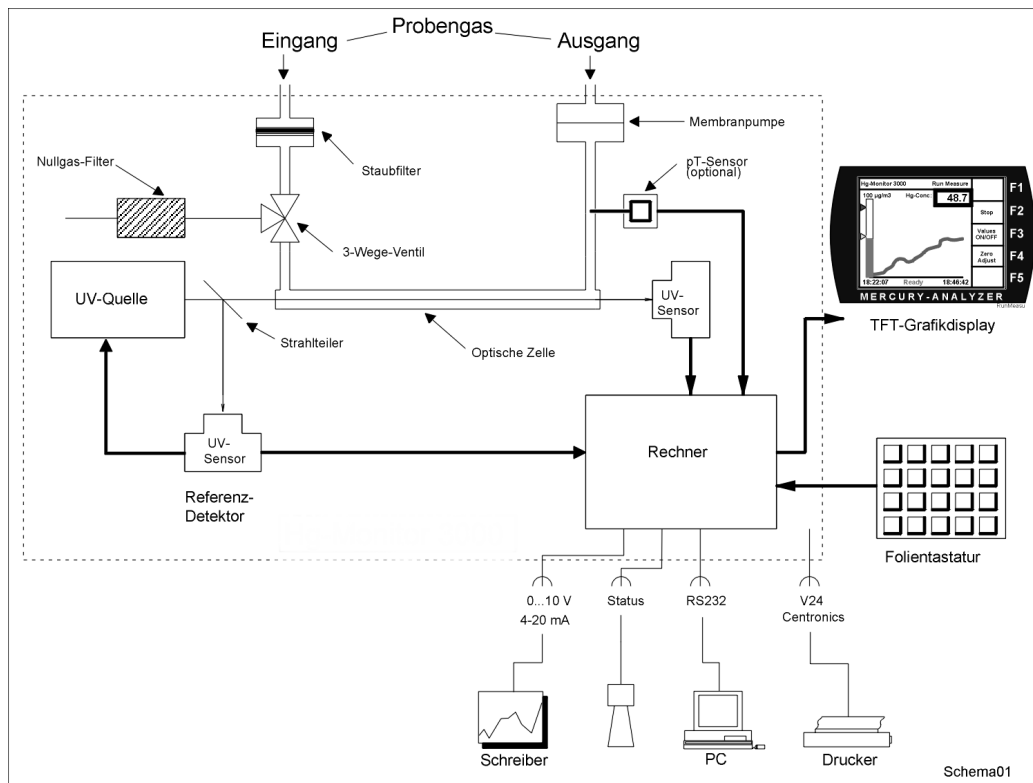 Probengas
Eingang
Ausgang
Membranpumpe
Staubfilter
Nullgas-Filter
pT-Sensor
(optional)
3-Wege-Ventil
Hg-Monitor 3000 Run Measure
100 µg/m3 Hg-Conc: 48.7
Stop
Values
ON/OFF
Zero
Adjust
18:22:07 Ready 18:46:42
F1
F2
F3
F4
F5
MERCURY-ANALYZER
RunMeasu
TFT-Grafikdisplay
UV-Quelle
UV-
Sensor
Strahlteiler
Optische Zelle
UV-
Sensor
Rechner
Referenz-
Detektor
Folientastatur
0...10 V
4-20 mA
Status
RS232
V24
Centronics
Schreiber
PC
Drucker
Schema01